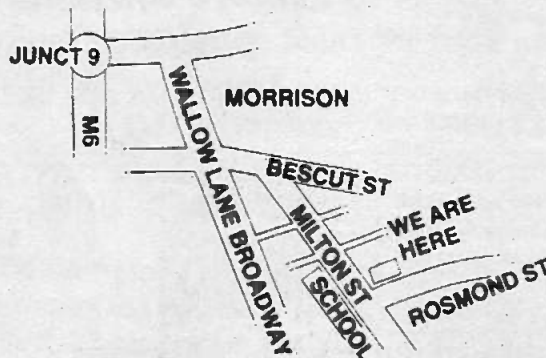 JUNCT 9
M6
WALLOW LANE BROADWAY
MORRISON
BESCUT ST
MILTON ST
WE ARE
HERE
SCHOOL
ROSMOND ST